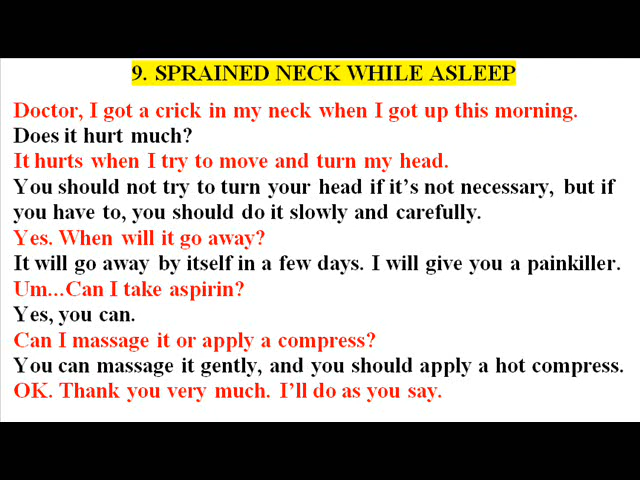 9. SPRAINED NECK WHILE ASLEEP
Doctor, I got a crick in my neck when I got up this morning.
Does it hurt much?
It hurts when I try to move and turn my head.
You should not try to turn your head if it's not necessary, but if
you have to, you should do it slowly and carefully.
Yes. When will it go away?
It will go away by itself in a few days. I will give you a painkiller.
Um...Can I take aspirin?
Yes, you can.
Can I massage it or apply a compress?
You can massage it gently, and you should apply a hot compress.
OK. Thank you very much. I'll do as you say.